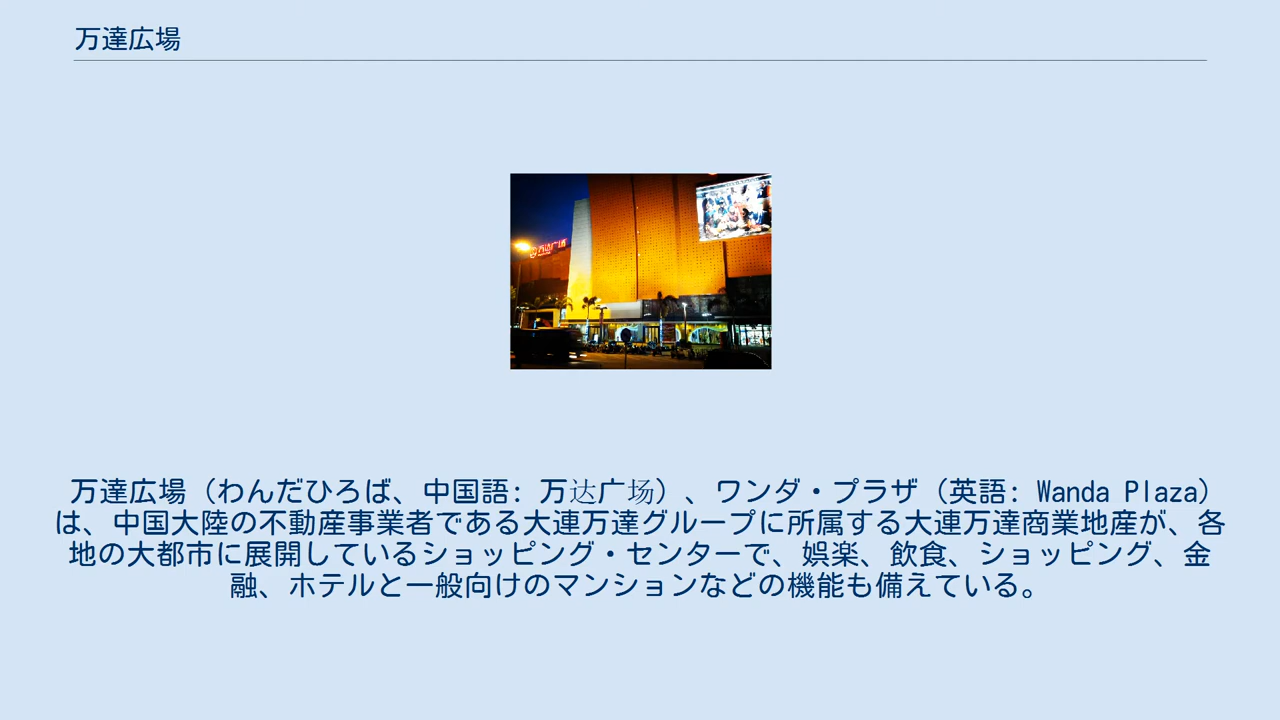 万達広場
万达广场
万達広場（わんだひろば、中国語: 万达广场）、ワンダ・プラザ（英語: Wanda Plaza）
は、中国大陸の不動産事業者である大連万達グループに所属する大連万達商業地産が、各
地の大都市に展開しているショッピング・センターで、娯楽、飲食、ショッピング、金
融、ホテルと一般向けのマンションなどの機能も備えている。